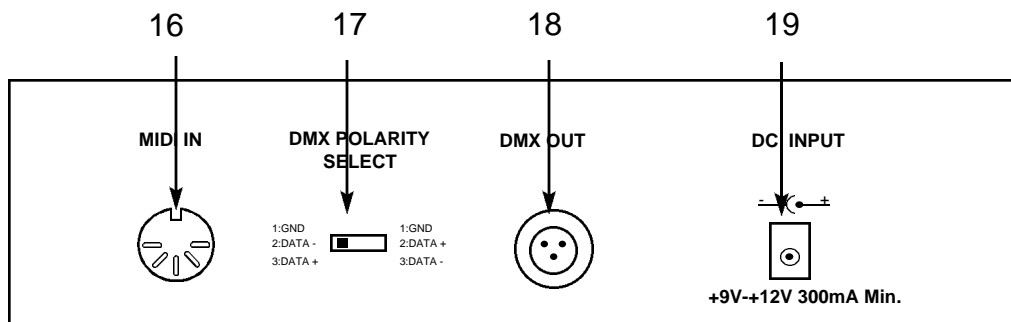 16 17 18 19
MIDI IN DMX POLARITY DMX OUT DC INPUT
SELECT
- +
1:GND 1:GND
2:DATA - 2:DATA +
3:DATA + 3:DATA -
+9V-+12V 300mA Min.